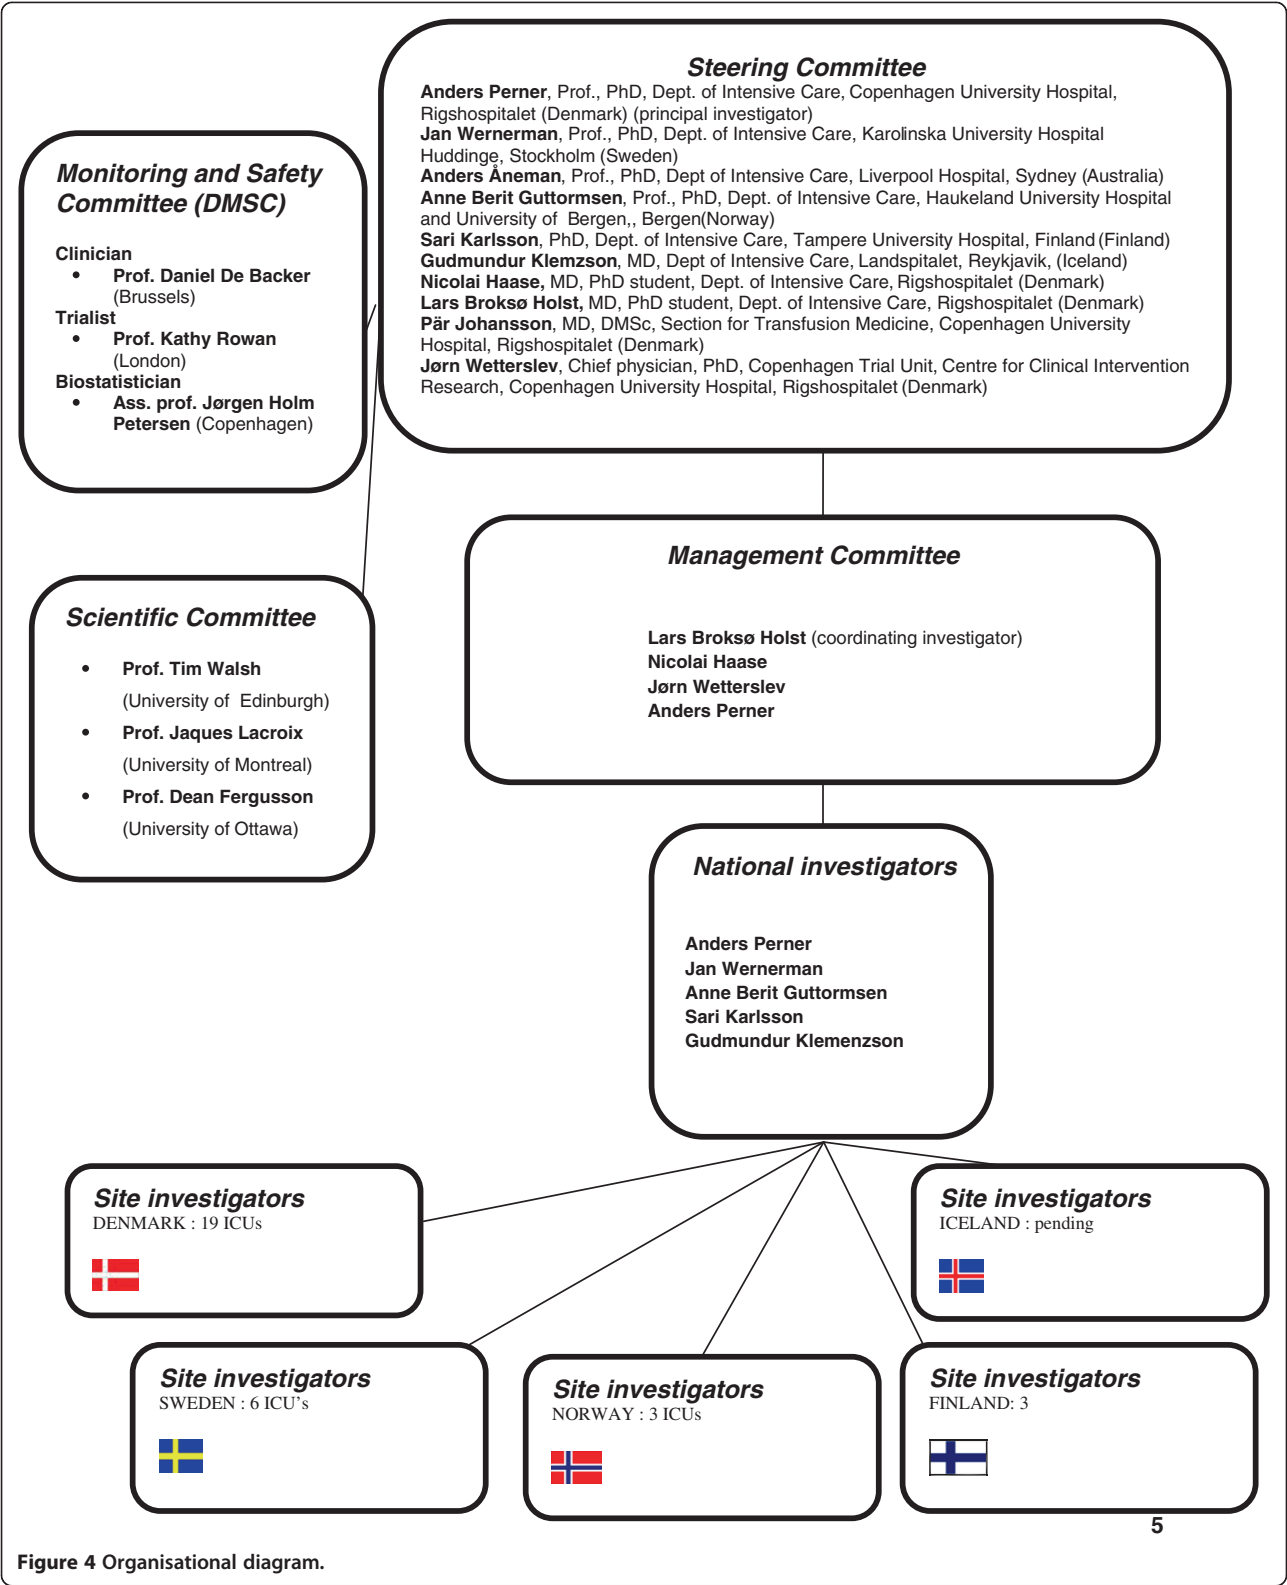 Steering Committee
Anders Perner, Prof., PhD, Dept. of Intensive Care, Copenhagen University Hospital,
Rigshospitalet (Denmark) (principal investigator)
Jan Wernerman, Prof., PhD, Dept. of Intensive Care, Karolinska University Hospital
Huddinge, Stockholm (Sweden)
Anders Åneman, Prof., PhD, Dept of Intensive Care, Liverpool Hospital, Sydney (Australia)
Anne Berit Guttormsen, Prof., PhD, Dept. of Intensive Care, Haukeland University Hospital
and University of Bergen,, Bergen(Norway)
Sari Karlsson, PhD, Dept. of Intensive Care, Tampere University Hospital, Finland (Finland)
Gudmundur Klemzson, MD, Dept of Intensive Care, Landspitalet, Reykjavik, (Iceland)
Nicolai Haase, MD, PhD student, Dept. of Intensive Care, Rigshospitalet (Denmark)
Lars Broksø Holst, MD, PhD student, Dept. of Intensive Care, Rigshospitalet (Denmark)
Pär Johansson, MD, DMSc, Section for Transfusion Medicine, Copenhagen University
Hospital, Rigshospitalet (Denmark)
Jørn Wetterslev, Chief physician, PhD, Copenhagen Trial Unit, Centre for Clinical Intervention
Research, Copenhagen University Hospital, Rigshospitalet (Denmark)
Monitoring and Safety
Committee (DMSC)
Clinician
• Prof. Daniel De Backer
(Brussels)
Trialist
• Prof. Kathy Rowan
(London)
Biostatistician
• Ass. prof. Jørgen Holm
Petersen (Copenhagen)
Management Committee
Lars Broksø Holst (coordinating investigator)
Nicolai Haase
Jørn Wetterslev
Anders Perner
Scientific Committee
• Prof. Tim Walsh
(University of Edinburgh)
• Prof. Jaques Lacroix
(University of Montreal)
• Prof. Dean Fergusson
(University of Ottawa)
National investigators
Anders Perner
Jan Wernerman
Anne Berit Guttormsen
Sari Karlsson
Gudmundur Klemenzson
Site investigators
DENMARK : 19 ICUs
Site investigators
ICELAND : pending
Site investigators
SWEDEN : 6 ICU's
Site investigators
NORWAY : 3 ICUs
Site investigators
FINLAND: 3
5
Figure 4 Organisational diagram.